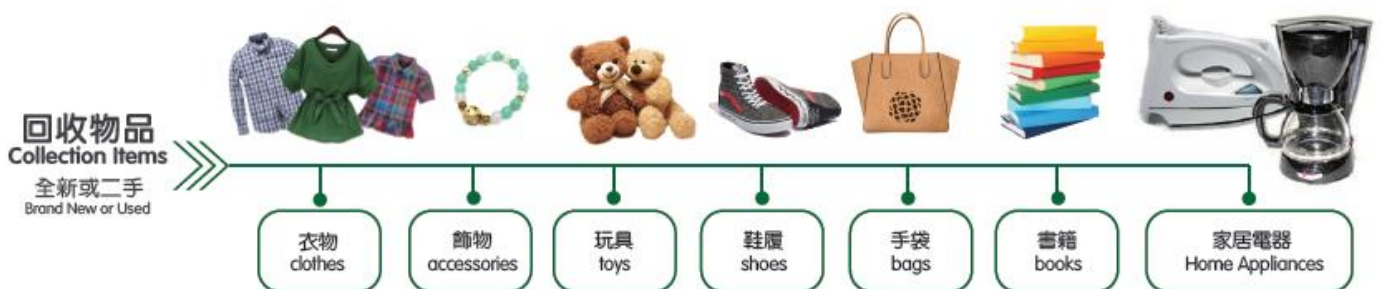 回收物品
Collection Items
全新或二手
Brand New or Used
衣物
clothes
飾物
accessories
玩具
toys
鞋履
shoes
手袋
bags
書籍
books
家居電器
Home Appliances